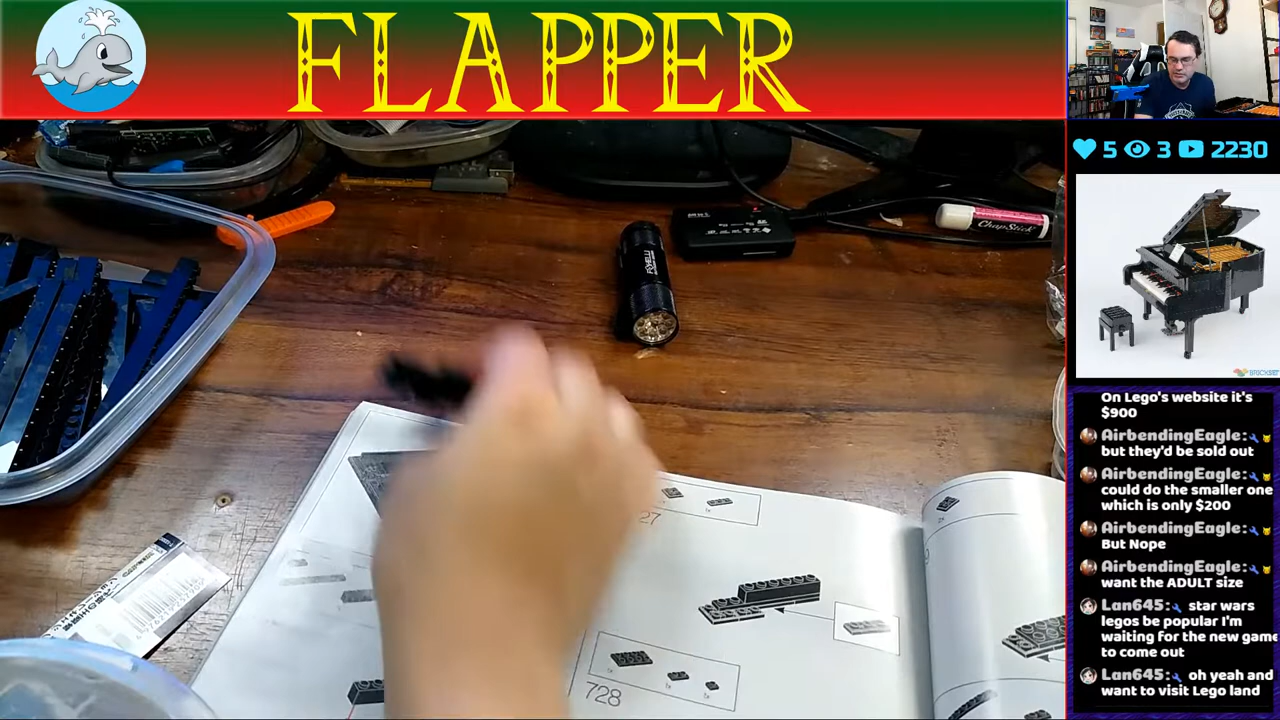 FLAPPER
5 3 2230
ChapStick
27
728
On Lego's website it's
$900
AirbendingEagle:
but they'd be sold out
AirbendingEagle:
could do the smaller one
which is only $200
AirbendingEagle:
But Nope
AirbendingEagle:
want the ADULT size
Lan645: star wars
legos be popular I'm
waiting for the new game
to come out
Lan645: oh yeah and
want to visit Lego land